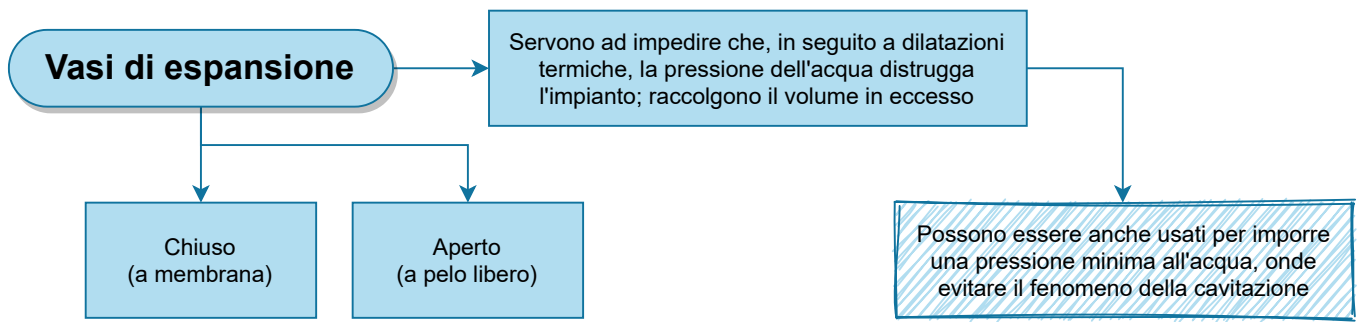 Vasi di espansione
Servono ad impedire che, in seguito a dilatazioni
termiche, la pressione dell'acqua distrugga
l'impianto; raccolgono il volume in eccesso
Chiuso
(a membrana)
Aperto
(a pelo libero)
Possono essere anche usati per imporre
una pressione minima all'acqua, onde
evitare il fenomeno della cavitazione